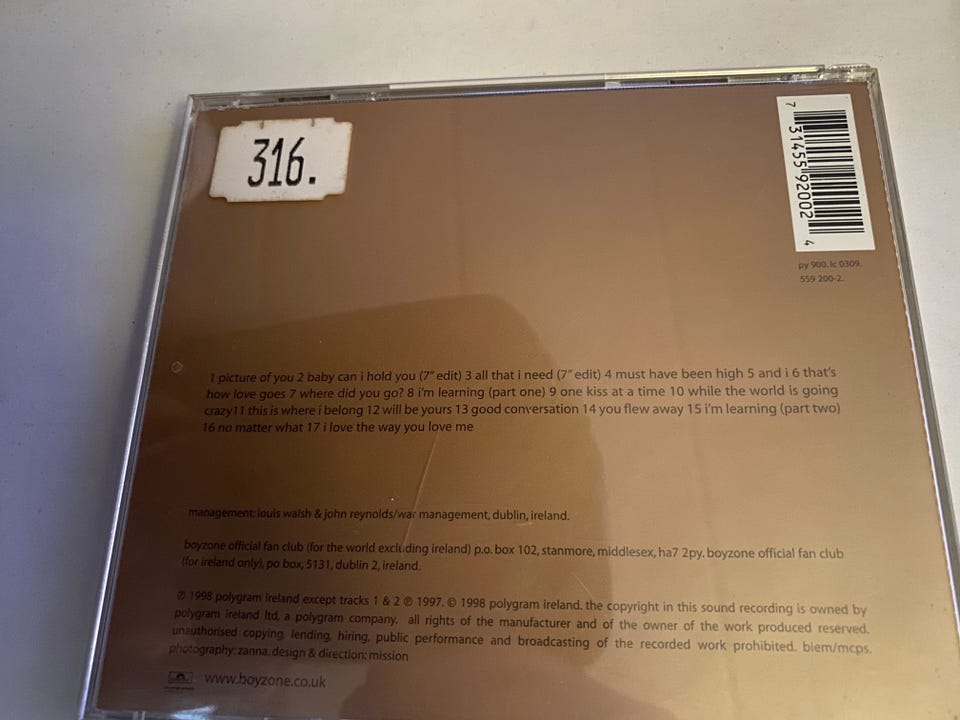 316.
7 31455 92002 4
py 900. lc 0309.
559 200-2.
1 picture of you 2 baby can i hold you (7" edit) 3 all that i need (7" edit) 4 must have been high 5 and i 6 that's
how love goes 7 where did you go? 8 i'm learning (part one) 9 one kiss at a time 10 while the world is going
crazy11 this is where i belong 12 will be yours 13 good conversation 14 you flew away 15 i'm learning (part two)
16 no matter what 17 i love the way you love me
management: louis walsh & john reynolds/war management, dublin, ireland.
boyzone official fan club (for the world excluding ireland) p.o. box 102, stanmore, middlesex, ha7 2py. boyzone official fan club
(for ireland only), po box, 5131, dublin 2, ireland.
℗ 1998 polygram ireland except tracks 1 & 2 ℗ 1997. © 1998 polygram ireland. the copyright in this sound recording is owned by
polygram ireland ltd, a polygram company. all rights of the manufacturer and of the owner of the work produced reserved.
unauthorised copying, lending, hiring, public performance and broadcasting of the recorded work prohibited. biem/mcps.
photography: zanna. design & direction: mission
www.boyzone.co.uk